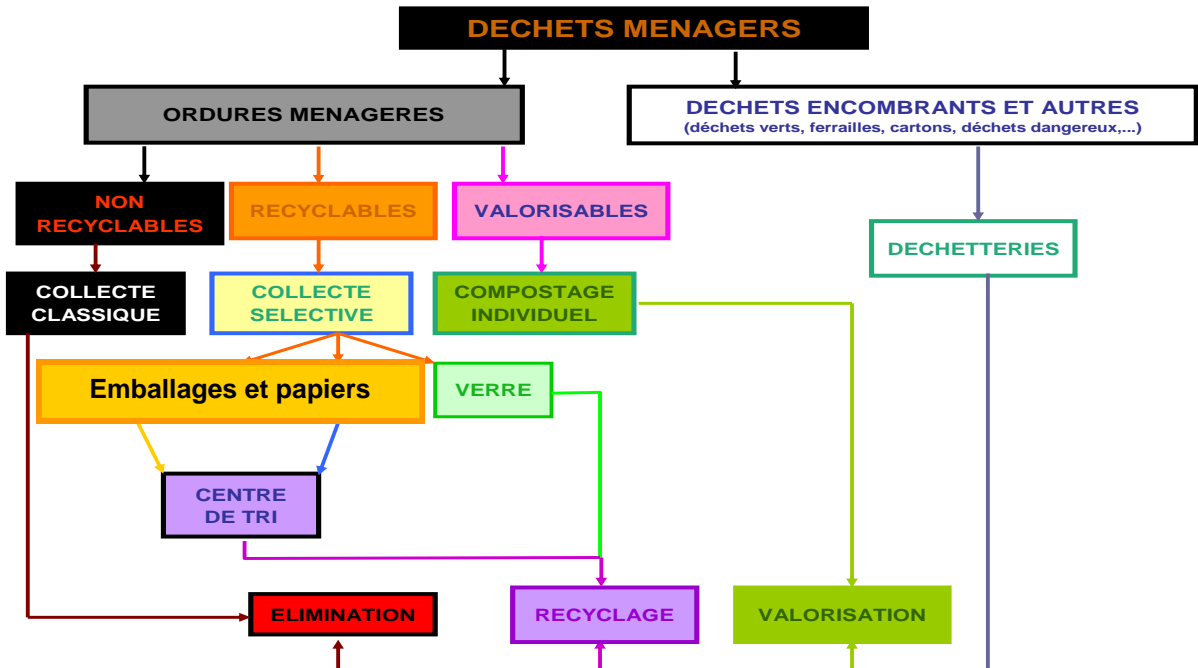 DECHETS MENAGERS
ORDURES MENAGERES
DECHETS ENCOMBRANTS ET AUTRES
(déchets verts, ferrailles, cartons, déchets dangereux,...)
NON
RECYCLABLES
RECYCLABLES
VALORISABLES
DECHETTERIES
COLLECTE
CLASSIQUE
COLLECTE
SELECTIVE
COMPOSTAGE
INDIVIDUEL
Emballages et papiers
VERRE
CENTRE
DE TRI
ELIMINATION
RECYCLAGE
VALORISATION